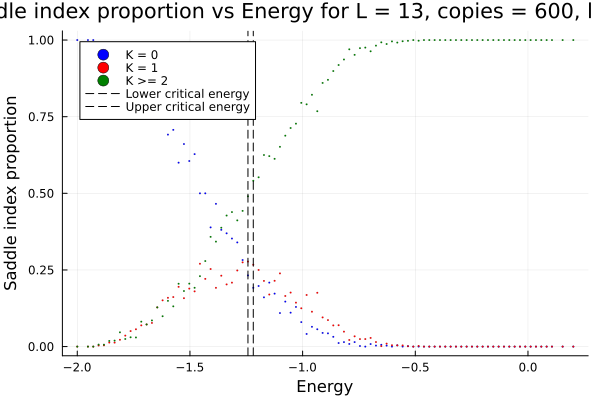 dle index proportion vs Energy for L = 13, copies = 600,
Saddle index proportion
1.00
0.75
0.50
0.25
0.00
K = 0
K = 1
K >= 2
Lower critical energy
Upper critical energy
−2.0 −1.5 −1.0 −0.5 0.0
Energy